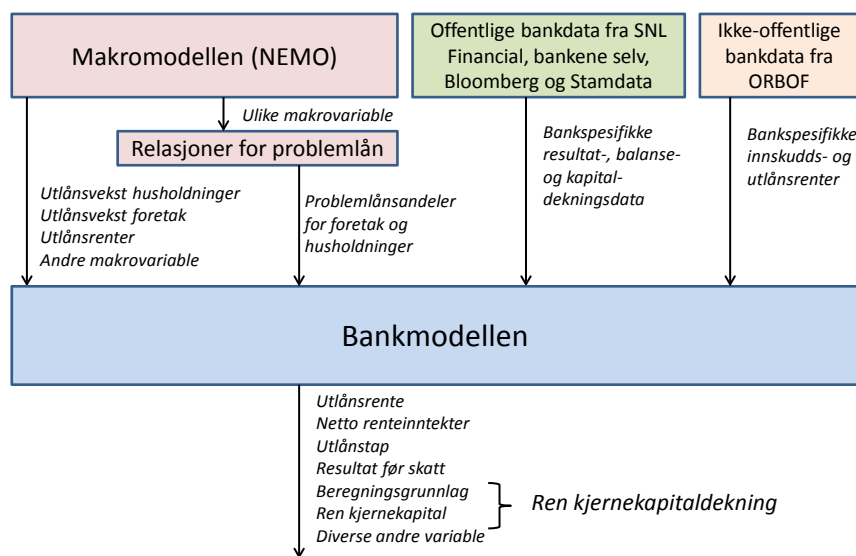 Makromodellen (NEMO)
Offentlige bankdata fra SNL
Financial, bankene selv,
Bloomberg og Stamdata
Ikke-offentlige
bankdata fra
ORBOF
Ulike makrovariable
Relasjoner for problemlån
Utlånsvekst husholdninger
Utlånsvekst foretak
Utlånsrenter
Andre makrovariable
Problemlånsandeler
for foretak og
husholdninger
Bankspesifikke
resultat-, balanse-
og kapital-
dekningsdata
Bankspesifikke
innskudds- og
utlånsrenter
Bankmodellen
Utlånsrente
Netto renteinntekter
Utlånstap
Resultat før skatt
Beregningsgrunnlag
Ren kjernekapital
Diverse andre variable
Ren kjernekapitaldekning